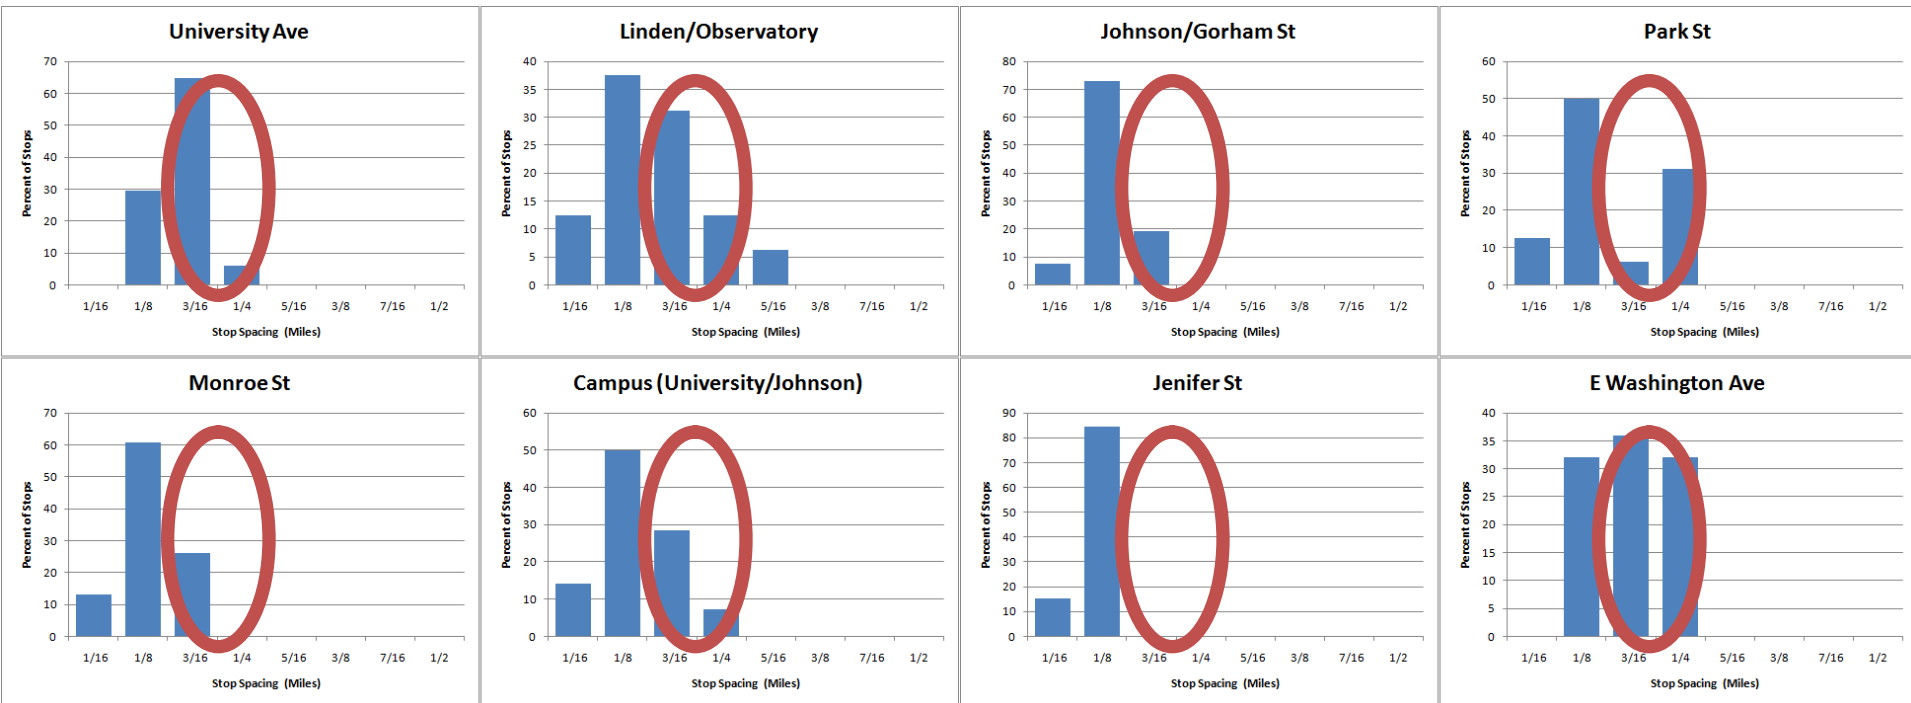 University Ave
70
60
50
40
30
20
10
0
Percent of Stops
1/16 1/8 3/16 1/4 5/16 3/8 7/16 1/2
Stop Spacing (Miles)
Linden/Observatory
40
35
30
25
20
15
10
5
0
Percent of Stops
1/16 1/8 3/16 1/4 5/16 3/8 7/16 1/2
Stop Spacing (Miles)
Johnson/Gorham St
80
70
60
50
40
30
20
10
0
Percent of Stops
1/16 1/8 3/16 1/4 5/16 3/8 7/16 1/2
Stop Spacing (Miles)
Park St
60
50
40
30
20
10
0
Percent of Stops
1/16 1/8 3/16 1/4 5/16 3/8 7/16 1/2
Stop Spacing (Miles)
Monroe St
70
60
50
40
30
20
10
0
Percent of Stops
1/16 1/8 3/16 1/4 5/16 3/8 7/16 1/2
Stop Spacing (Miles)
Campus (University/Johnson)
60
50
40
30
20
10
0
Percent of Stops
1/16 1/8 3/16 1/4 5/16 3/8 7/16 1/2
Stop Spacing (Miles)
Jenifer St
90
80
70
60
50
40
30
20
10
0
Percent of Stops
1/16 1/8 3/16 1/4 5/16 3/8 7/16 1/2
Stop Spacing (Miles)
E Washington Ave
40
35
30
25
20
15
10
5
0
Percent of Stops
1/16 1/8 3/16 1/4 5/16 3/8 7/16 1/2
Stop Spacing (Miles)